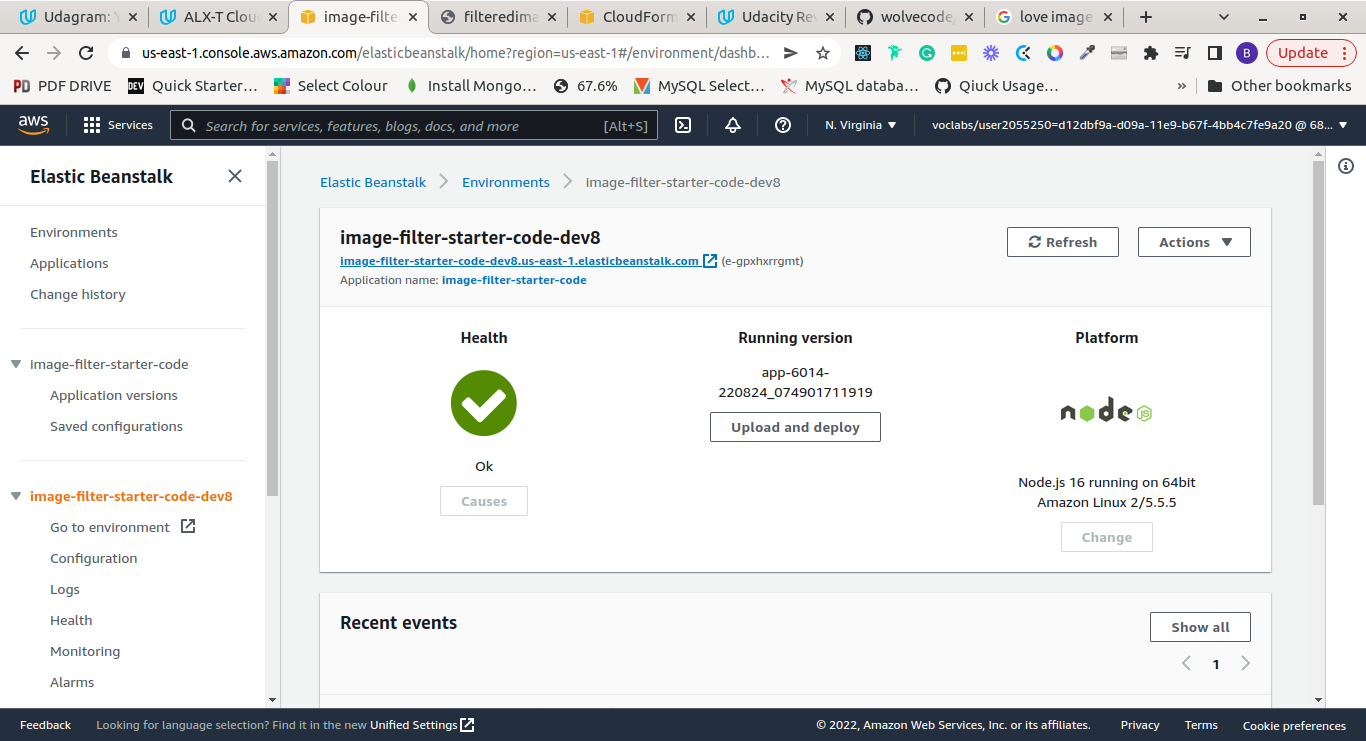 Udagram: Y
ALX-T Clou
image-filte
filteredima
CloudForm
Udacity Rev
wolvecode/
love image
us-east-1.console.aws.amazon.com/elasticbeanstalk/home?region=us-east-1#/environment/dashb...
B
Update
PD PDF DRIVE
DEV Quick Starter...
Select Colour
Install Mongo...
67.6%
MySQL Select...
MySQL databa...
Qiuck Usage...
»
Other bookmarks
aws
Services
Search for services, features, blogs, docs, and more
[Alt+S]
N. Virginia
voclabs/user2055250=d12dbf9a-d09a-11e9-b67f-4bb4c7fe9a20 @ 68...
Elastic Beanstalk
Environments
Applications
Change history
image-filter-starter-code
Application versions
Saved configurations
image-filter-starter-code-dev8
Go to environment
Configuration
Logs
Health
Monitoring
Alarms
Elastic Beanstalk
Environments
image-filter-starter-code-dev8
image-filter-starter-code-dev8
image-filter-starter-code-dev8.us-east-1.elasticbeanstalk.com (e-gpxhxrrgmt)
Application name: image-filter-starter-code
Refresh
Actions
Health
Ok
Causes
Running version
app-6014-
220824_074901711919
Upload and deploy
Platform
node JS
Node.js 16 running on 64bit
Amazon Linux 2/5.5.5
Change
Recent events
Show all
1
Feedback
Looking for language selection? Find it in the new Unified Settings
© 2022, Amazon Web Services, Inc. or its affiliates.
Privacy
Terms
Cookie preferences